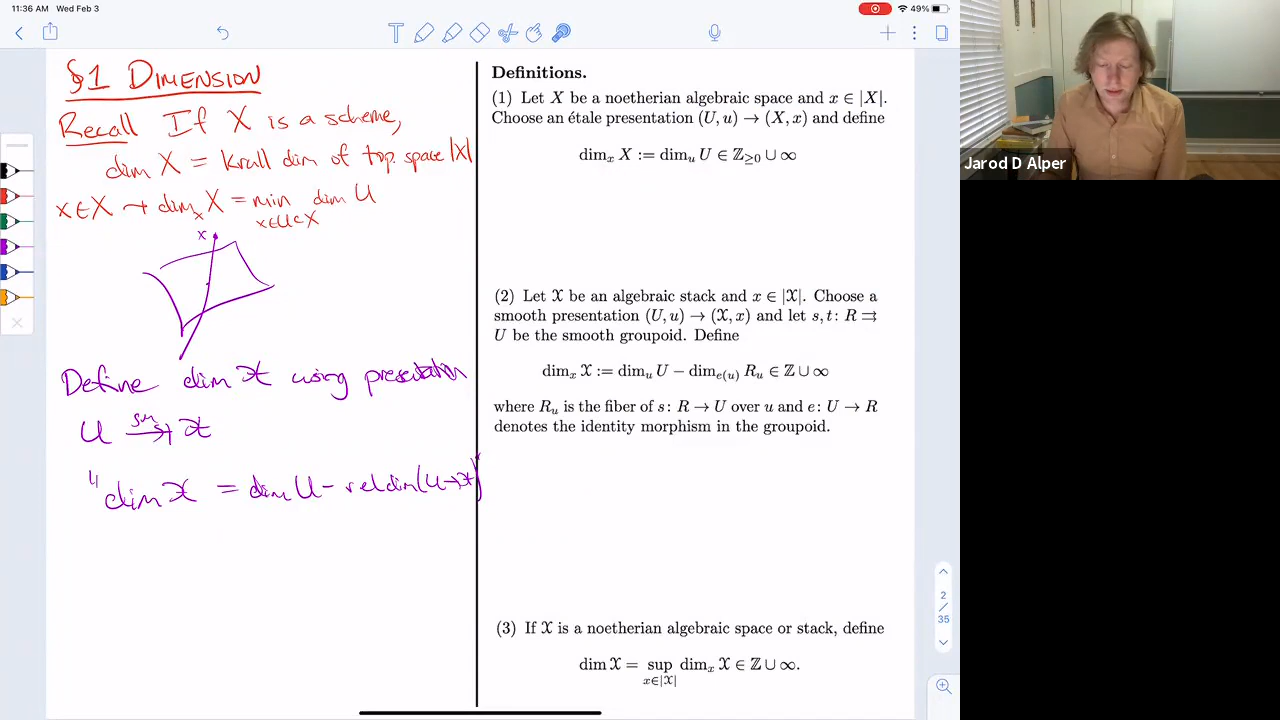 11:36 AM Wed Feb 3
49%
§1 DIMENSION
Recall If X is a scheme,
dim X = Krull dim of top. space |X|
x∈X → dim_x X = min dim U
x∈U⊂X
x
Define dim 𝒳 using presentation
U →^{sm} 𝒳
"dim 𝒳 = dim U − rel dim(U→𝒳)"
Definitions.
(1) Let X be a noetherian algebraic space and x ∈ |X|.
Choose an étale presentation (U, u) → (X, x) and define
dim_x X := dim_u U ∈ ℤ_{≥0} ∪ ∞
(2) Let 𝒳 be an algebraic stack and x ∈ |𝒳|. Choose a
smooth presentation (U, u) → (𝒳, x) and let s, t: R ⇉
U be the smooth groupoid. Define
dim_x 𝒳 := dim_u U − dim_{e(u)} R_u ∈ ℤ ∪ ∞
where R_u is the fiber of s: R → U over u and e: U → R
denotes the identity morphism in the groupoid.
(3) If 𝒳 is a noetherian algebraic space or stack, define
dim 𝒳 = sup dim_x 𝒳 ∈ ℤ ∪ ∞.
x∈|𝒳|
2
/
35
Jarod D Alper